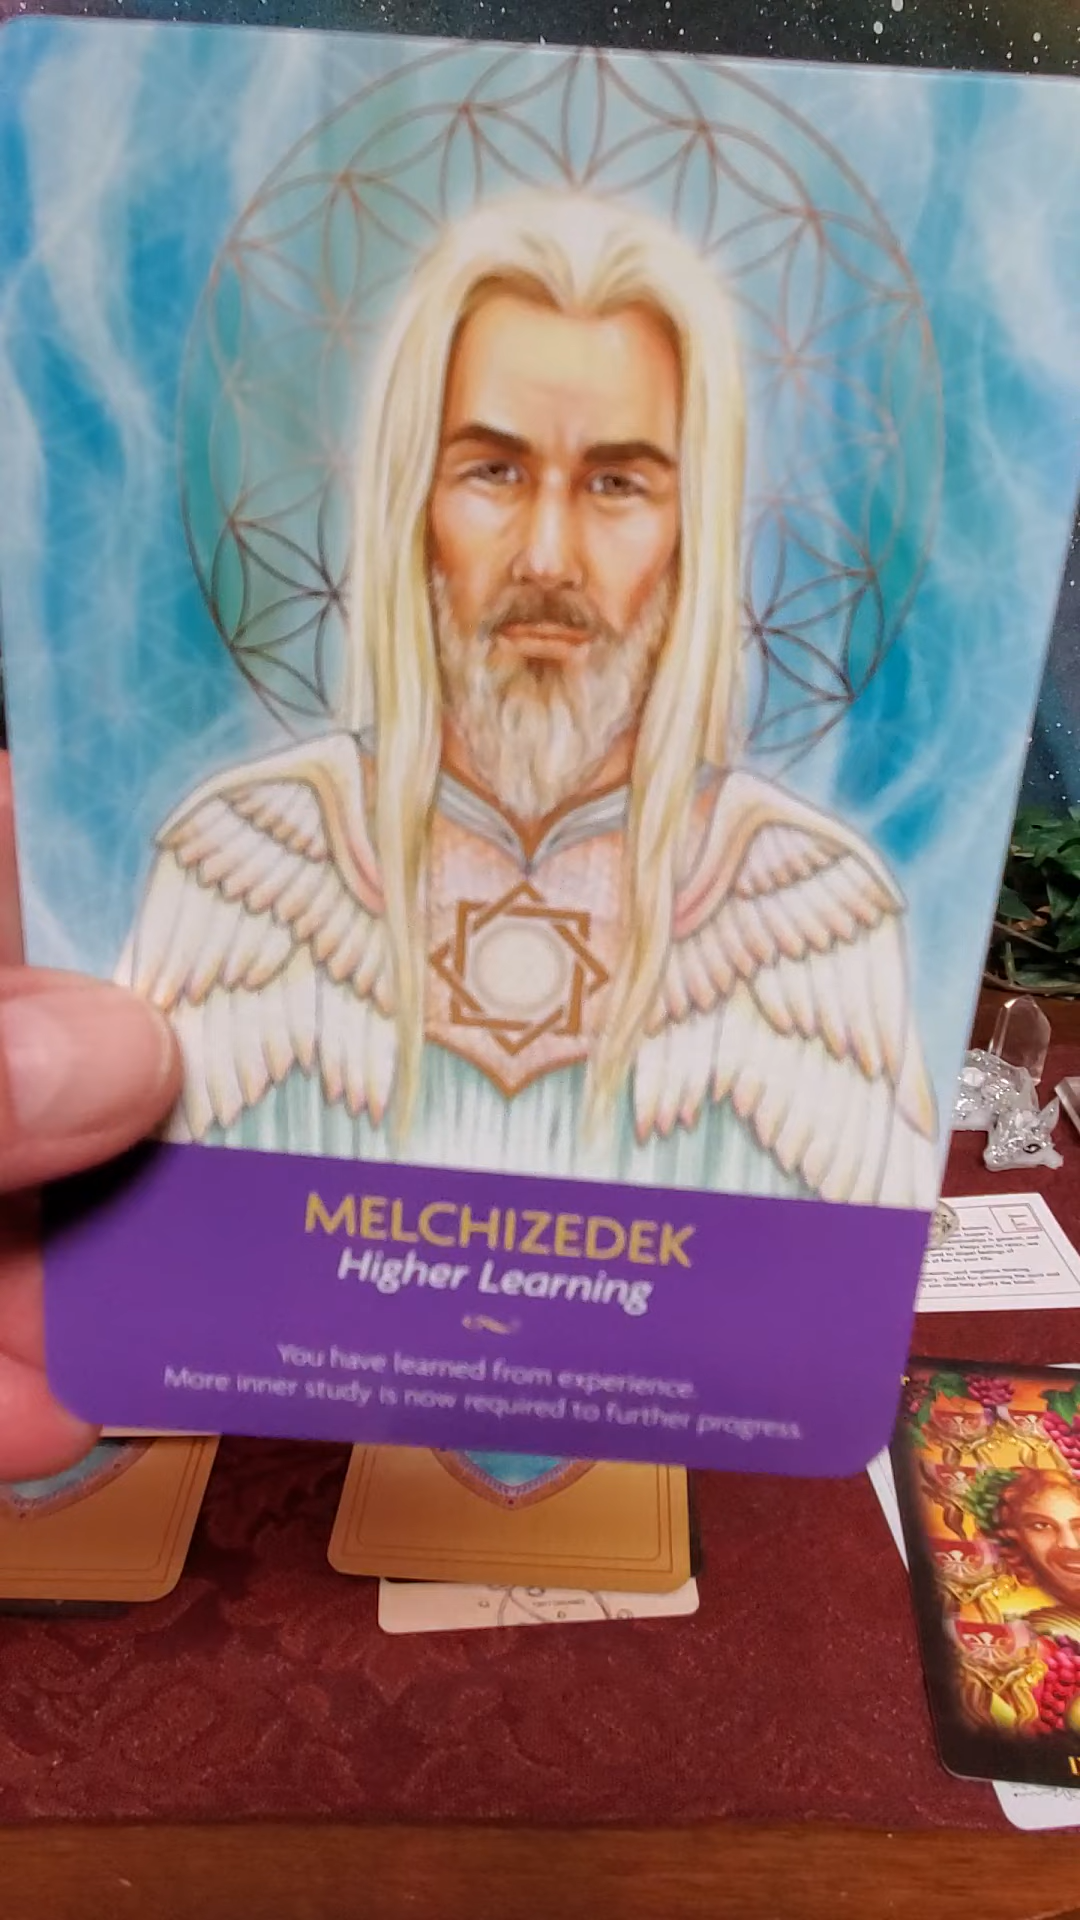 MELCHIZEDEK
Higher Learning
You have learned from experience.
More inner study is now required to further progress